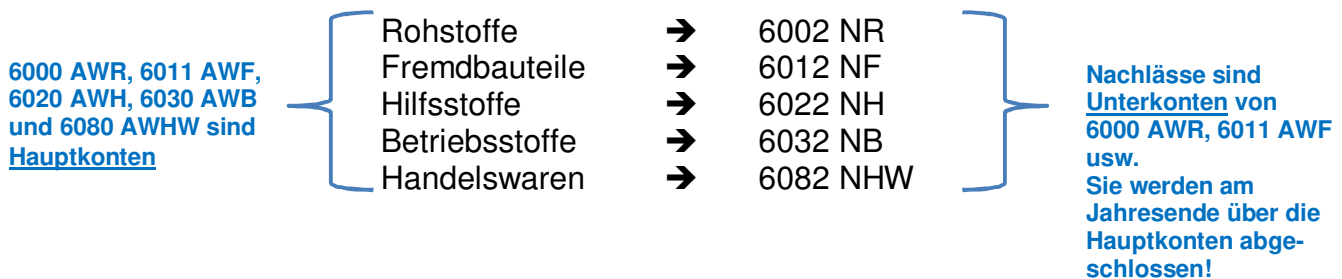 6000 AWR, 6011 AWF,
6020 AWH, 6030 AWB
und 6080 AWHW sind
Hauptkonten
Rohstoffe ➔ 6002 NR
Fremdbauteile ➔ 6012 NF
Hilfsstoffe ➔ 6022 NH
Betriebsstoffe ➔ 6032 NB
Handelswaren ➔ 6082 NHW
Nachlässe sind
Unterkonten von
6000 AWR, 6011 AWF
usw.
Sie werden am
Jahresende über die
Hauptkonten abge-
schlossen!